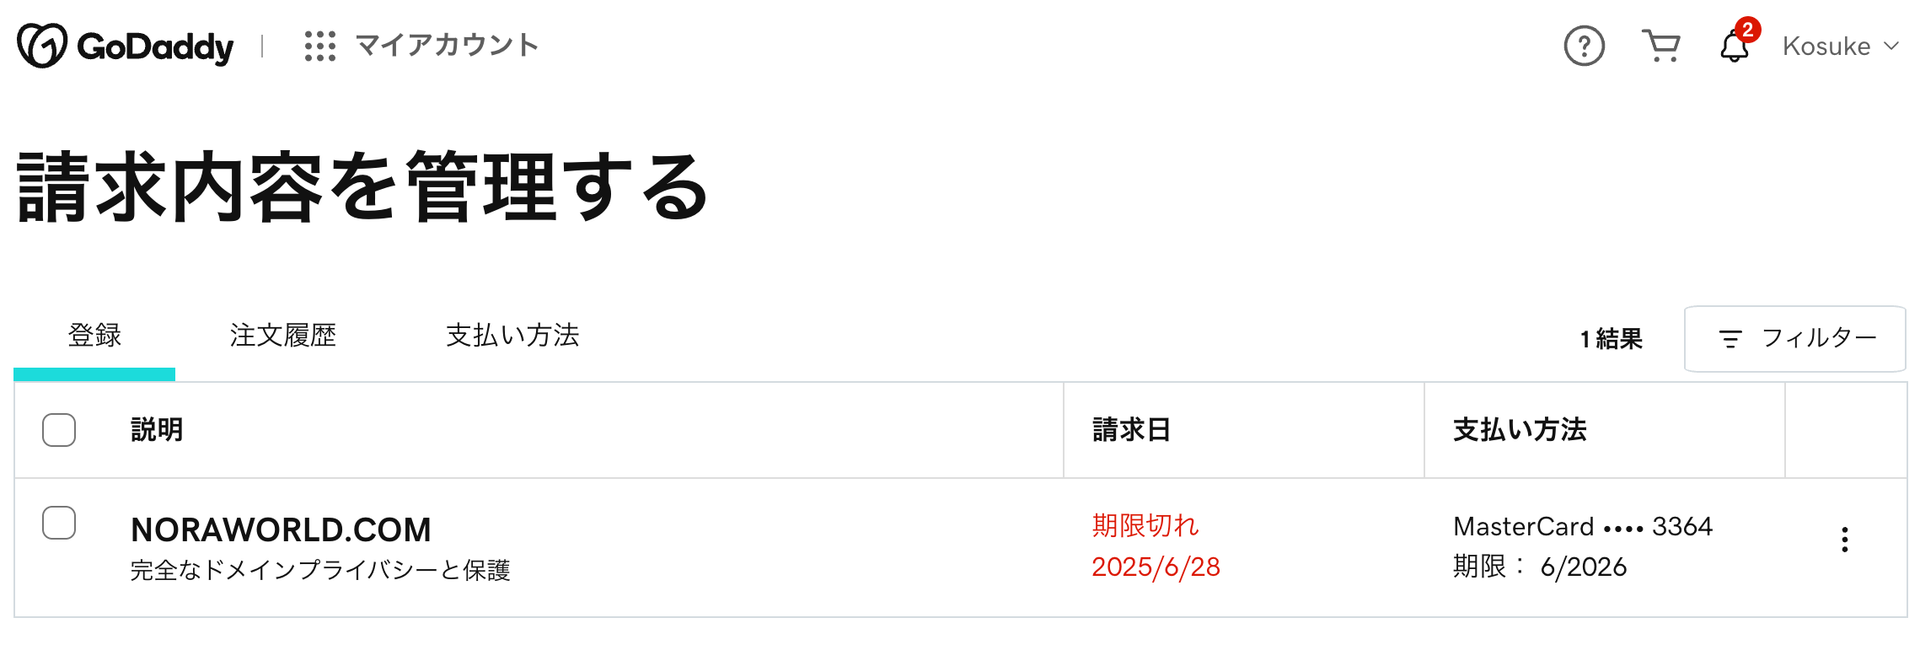 GoDaddy マイアカウント 2 Kosuke
請求内容を管理する
登録 注文履歴 支払い方法 1 結果 フィルター
説明 請求日 支払い方法
NORAWORLD.COM 期限切れ MasterCard •••• 3364
完全なドメインプライバシーと保護 2025/6/28 期限： 6/2026